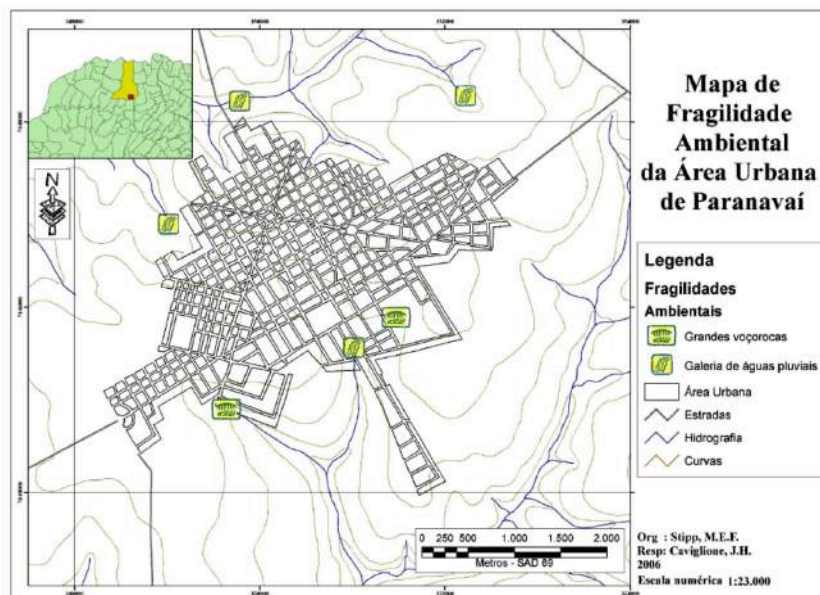 Mapa de
Fragilidade
Ambiental
da Área Urbana
de Paranavaí
Legenda
Fragilidades
Ambientais
Grandes voçorocas
Galeria de águas pluviais
Área Urbana
Estradas
Hidrografia
Curvas
N
0 250 500 1.000 1.500 2.000
Metros - SAD 69
Org : Stipp, M.E.F.
Resp: Caviglione, J.H.
2006
Escala numérica 1:23.000